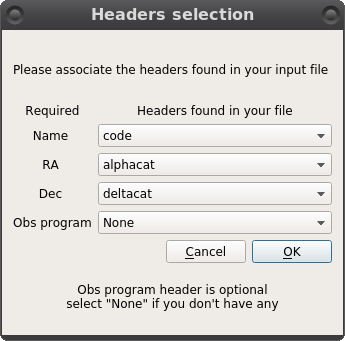 Headers selection
Please associate the headers found in your input file
Required Headers found in your file
Name code
RA alphacat
Dec deltacat
Obs program None
Cancel OK
Obs program header is optional
select "None" if you don't have any